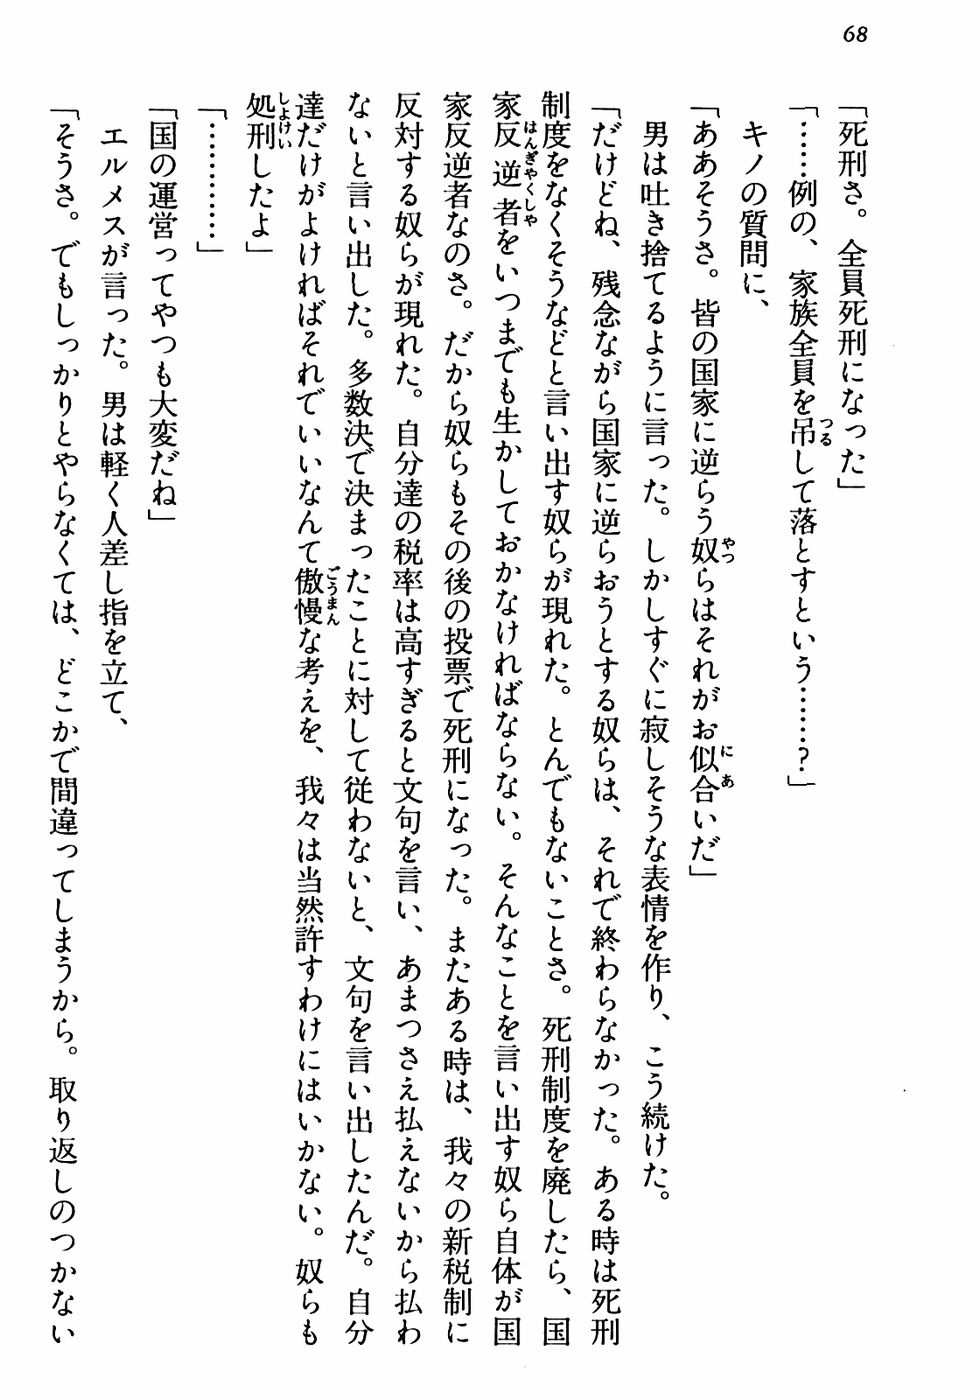 68
「死刑さ。全員死刑になった」
「……例の、家族全員を吊して落とすという……？」
キノの質問に、
「ああそうさ。皆の国家に逆らう奴らはそれがお似合いだ」
男は吐き捨てるように言った。しかしすぐに寂しそうな表情を作り、こう続けた。
「だけどね、残念ながら国家に逆らおうとする奴らは、それで終わらなかった。ある時は死刑
制度をなくそうなどと言い出す奴らが現れた。とんでもないことさ。死刑制度を廃したら、国
家反逆者をいつまでも生かしておかなければならない。そんなことを言い出す奴ら自体が国
家反逆者なのさ。だから奴らもその後の投票で死刑になった。またある時は、我々の新税制に
反対する奴らが現れた。自分達の税率は高すぎると文句を言い、あまつさえ払えないから払わ
ないと言い出した。多数決で決まったことに対して従わないと、文句を言い出したんだ。自分
達だけがよければそれでいいなんて傲慢な考えを、我々は当然許すわけにはいかない。奴らも
処刑したよ」
「…………」
「国の運営ってやつも大変だね」
エルメスが言った。男は軽く人差し指を立て、
「そうさ。でもしっかりとやらなくては、どこかで間違ってしまうから。取り返しのつかない